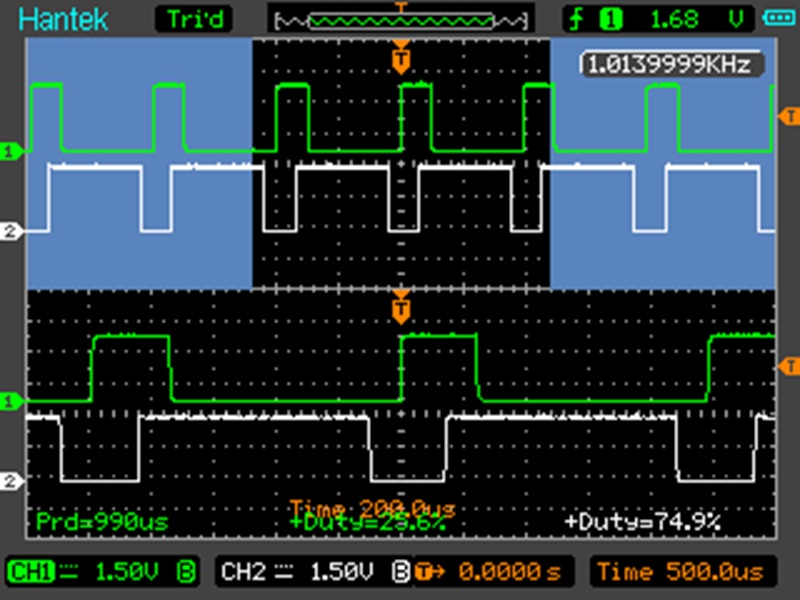 Hantek Tri'd T 1 1.68 V
T 1.0139999KHz
T
1
2
T
T
1
2
Time 200.0us
Prd=990us +Duty=25.6% +Duty=74.9%
CH1 1.50V B CH2 1.50V B T→ 0.0000s Time 500.0us